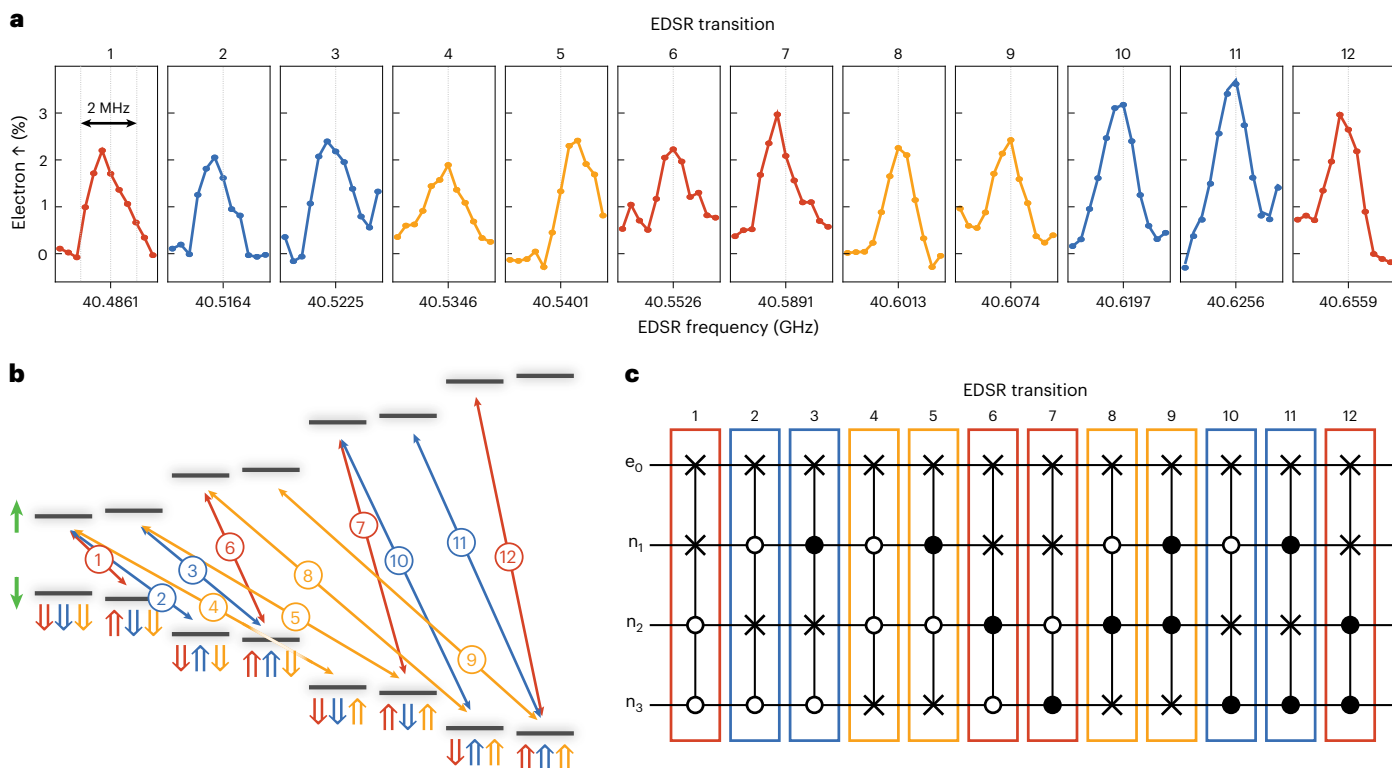 a
EDSR transition
1 2 3 4 5 6 7 8 9 10 11 12
2 MHz
Electron ↑ (%)
3
2
1
0
40.4861 40.5164 40.5225 40.5346 40.5401 40.5526 40.5891 40.6013 40.6074 40.6197 40.6256 40.6559
EDSR frequency (GHz)
b
↑
↓
1
2
3
4
5
6
7
8
9
10
11
12
⇓⇓⇓
⇑⇓⇓
⇓⇑⇓
⇑⇑⇓
⇓⇓⇑
⇑⇓⇑
⇓⇑⇑
⇑⇑⇑
c
EDSR transition
1 2 3 4 5 6 7 8 9 10 11 12
e0
n1
n2
n3